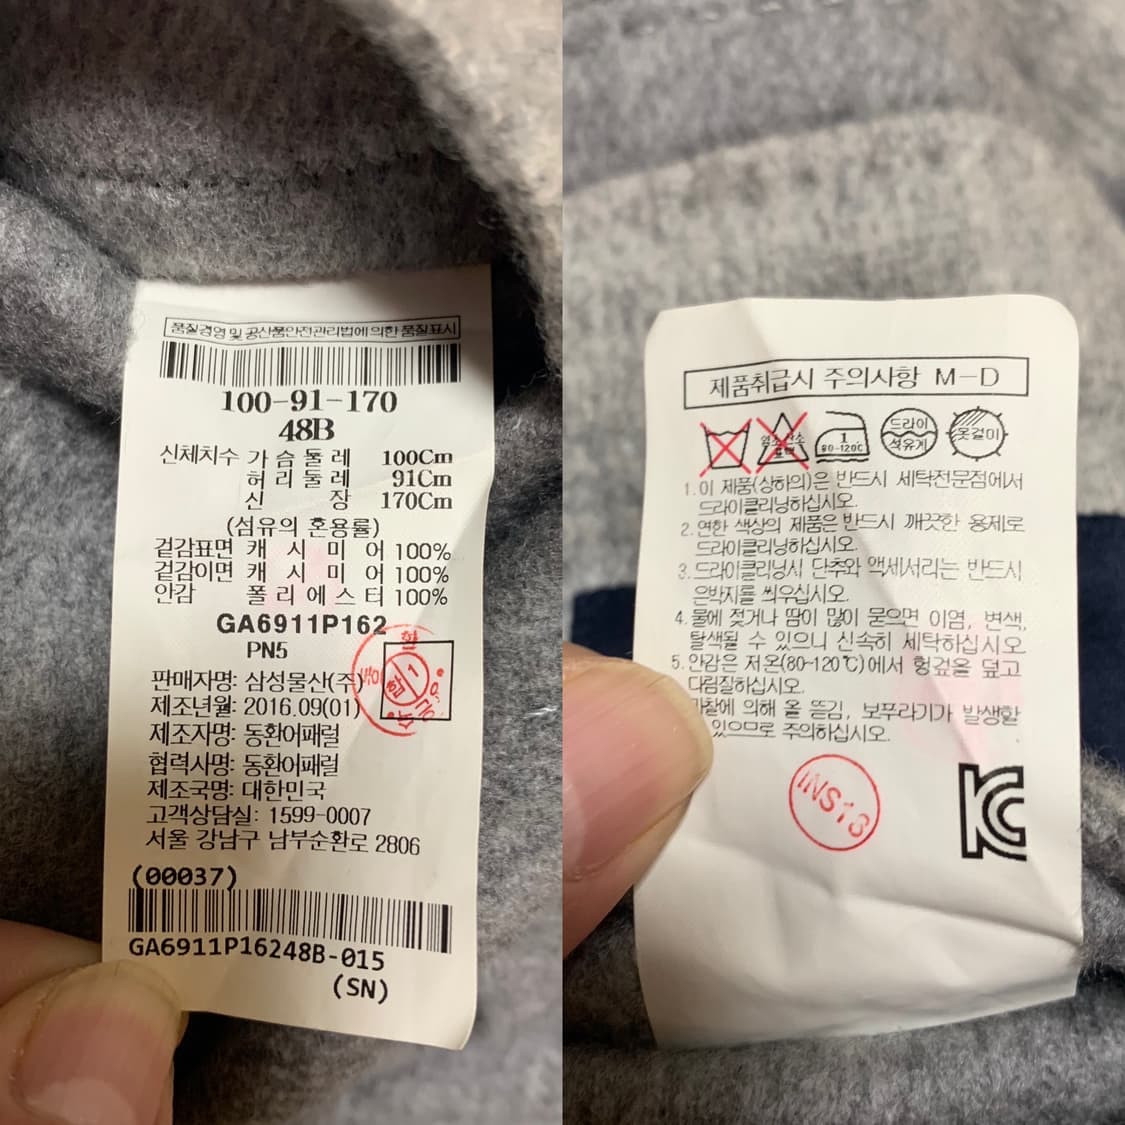 품질경영 및 공산품안전관리법에 의한 품질표시
100-91-170
48B
신체치수 가슴둘레 100Cm
허리둘레 91Cm
신장 170Cm
(섬유의 혼용률)
겉감표면 캐시미어 100%
겉감이면 캐시미어 100%
안감 폴리에스터 100%
GA6911P162
PN5
판매자명: 삼성물산(주)
제조년월: 2016.09(01)
제조자명: 동환어패럴
협력사명: 동환어패럴
제조국명: 대한민국
고객상담실: 1599-0007
서울 강남구 남부순환로 2806
(00037)
GA6911P16248B-015
(SN)
제품취급시 주의사항 M-D
1 80-120℃
드라이
석유계
옷걸이
1.이 제품(상하의)은 반드시 세탁전문점에서
드라이클리닝하십시오.
2.연한 색상의 제품은 반드시 깨끗한 용제로
드라이클리닝하십시오.
3.드라이클리닝시 단추와 액세서리는 반드시
은박지를 씌우십시오.
4.물에 젖거나 땀이 많이 묻으면 이염, 변색,
탈색될 수 있으니 신속히 세탁하십시오
5.안감은 저온(80~120℃)에서 헝겊을 덮고
다림질하십시오.
에 의해 올 뜯김, 보푸라기가 발생할
있으므로 주의하십시오.
INS18
KC